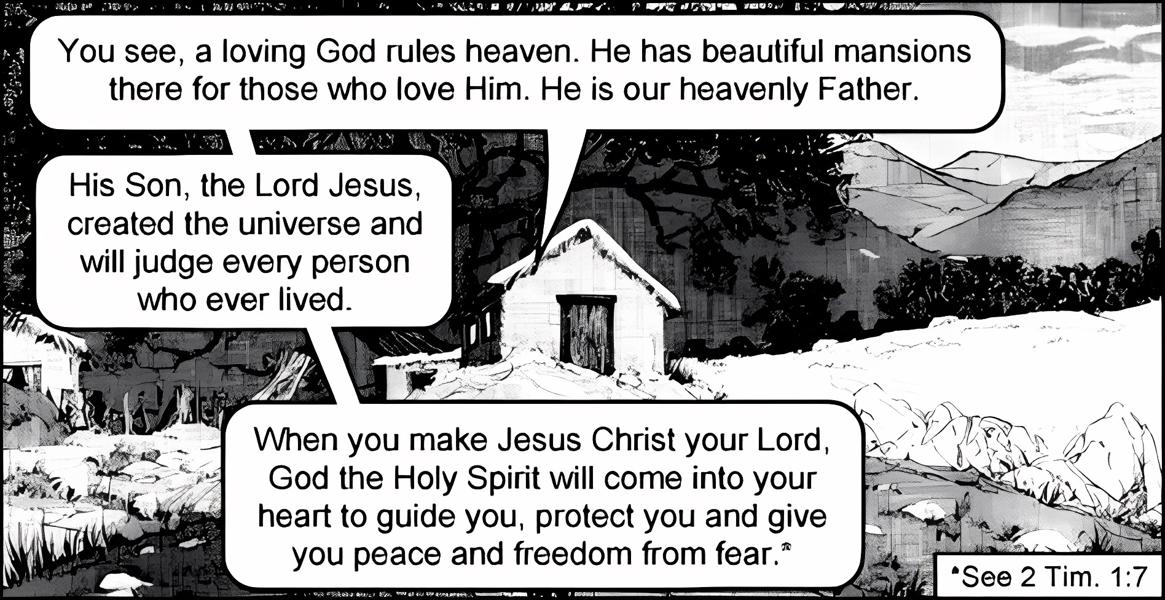 You see, a loving God rules heaven. He has beautiful mansions
there for those who love Him. He is our heavenly Father.
His Son, the Lord Jesus,
created the universe and
will judge every person
who ever lived.
When you make Jesus Christ your Lord,
God the Holy Spirit will come into your
heart to guide you, protect you and give
you peace and freedom from fear.*
*See 2 Tim. 1:7